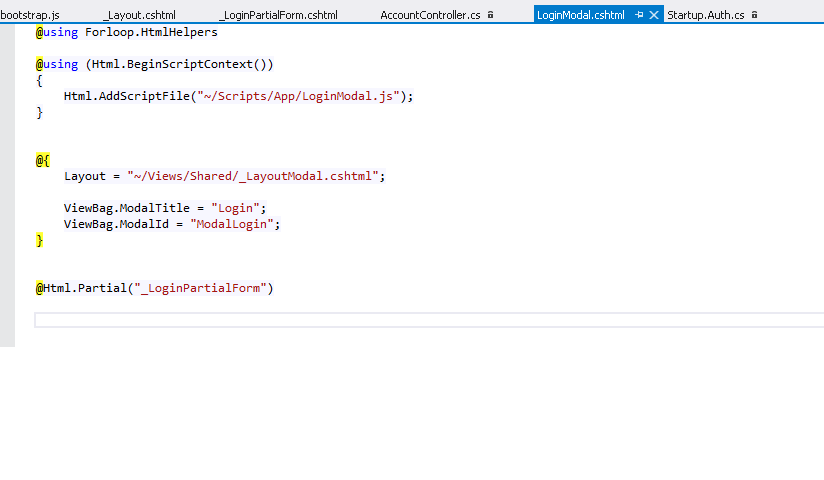 bootstrap.js _Layout.cshtml _LoginPartialForm.cshtml AccountController.cs LoginModal.cshtml Startup.Auth.cs
@using Forloop.HtmlHelpers
@using (Html.BeginScriptContext())
{
Html.AddScriptFile("~/Scripts/App/LoginModal.js");
}
@{
Layout = "~/Views/Shared/_LayoutModal.cshtml";
ViewBag.ModalTitle = "Login";
ViewBag.ModalId = "ModalLogin";
}
@Html.Partial("_LoginPartialForm")